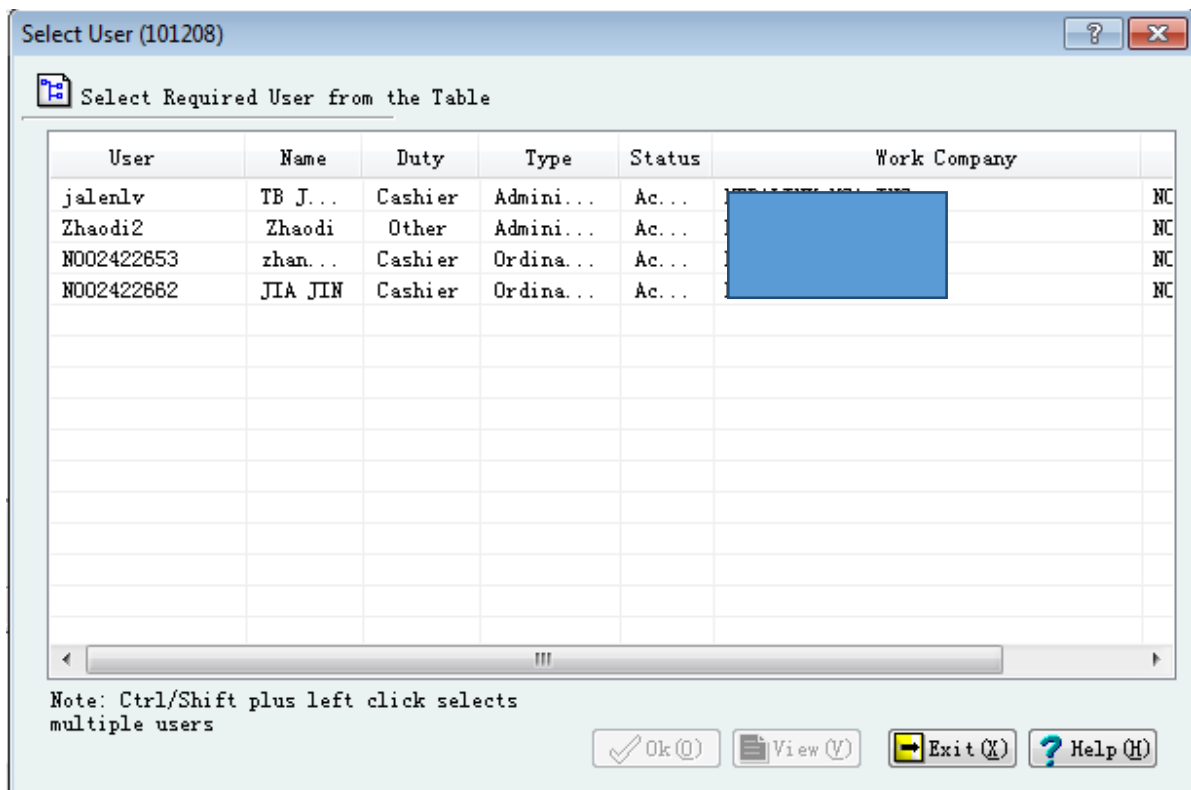 Select User (101208)
Select Required User from the Table
User Name Duty Type Status Work Company
jalenlv TB J... Cashier Admini... Ac... NC
Zhaodi2 Zhaodi Other Admini... Ac... NC
N002422653 zhan... Cashier Ordina... Ac... NC
N002422662 JIA JIN Cashier Ordina... Ac... NC
Note: Ctrl/Shift plus left click selects
multiple users
Ok(O) View(V) Exit(X) Help(H)